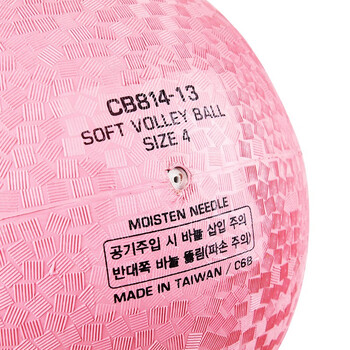 CB814-13
SOFT VOLLEY BALL
SIZE 4
MOISTEN NEEDLE
공기주입 시 바늘 삽입 주의
반대쪽 바늘 뚫림(파손 주의)
MADE IN TAIWAN / C6B